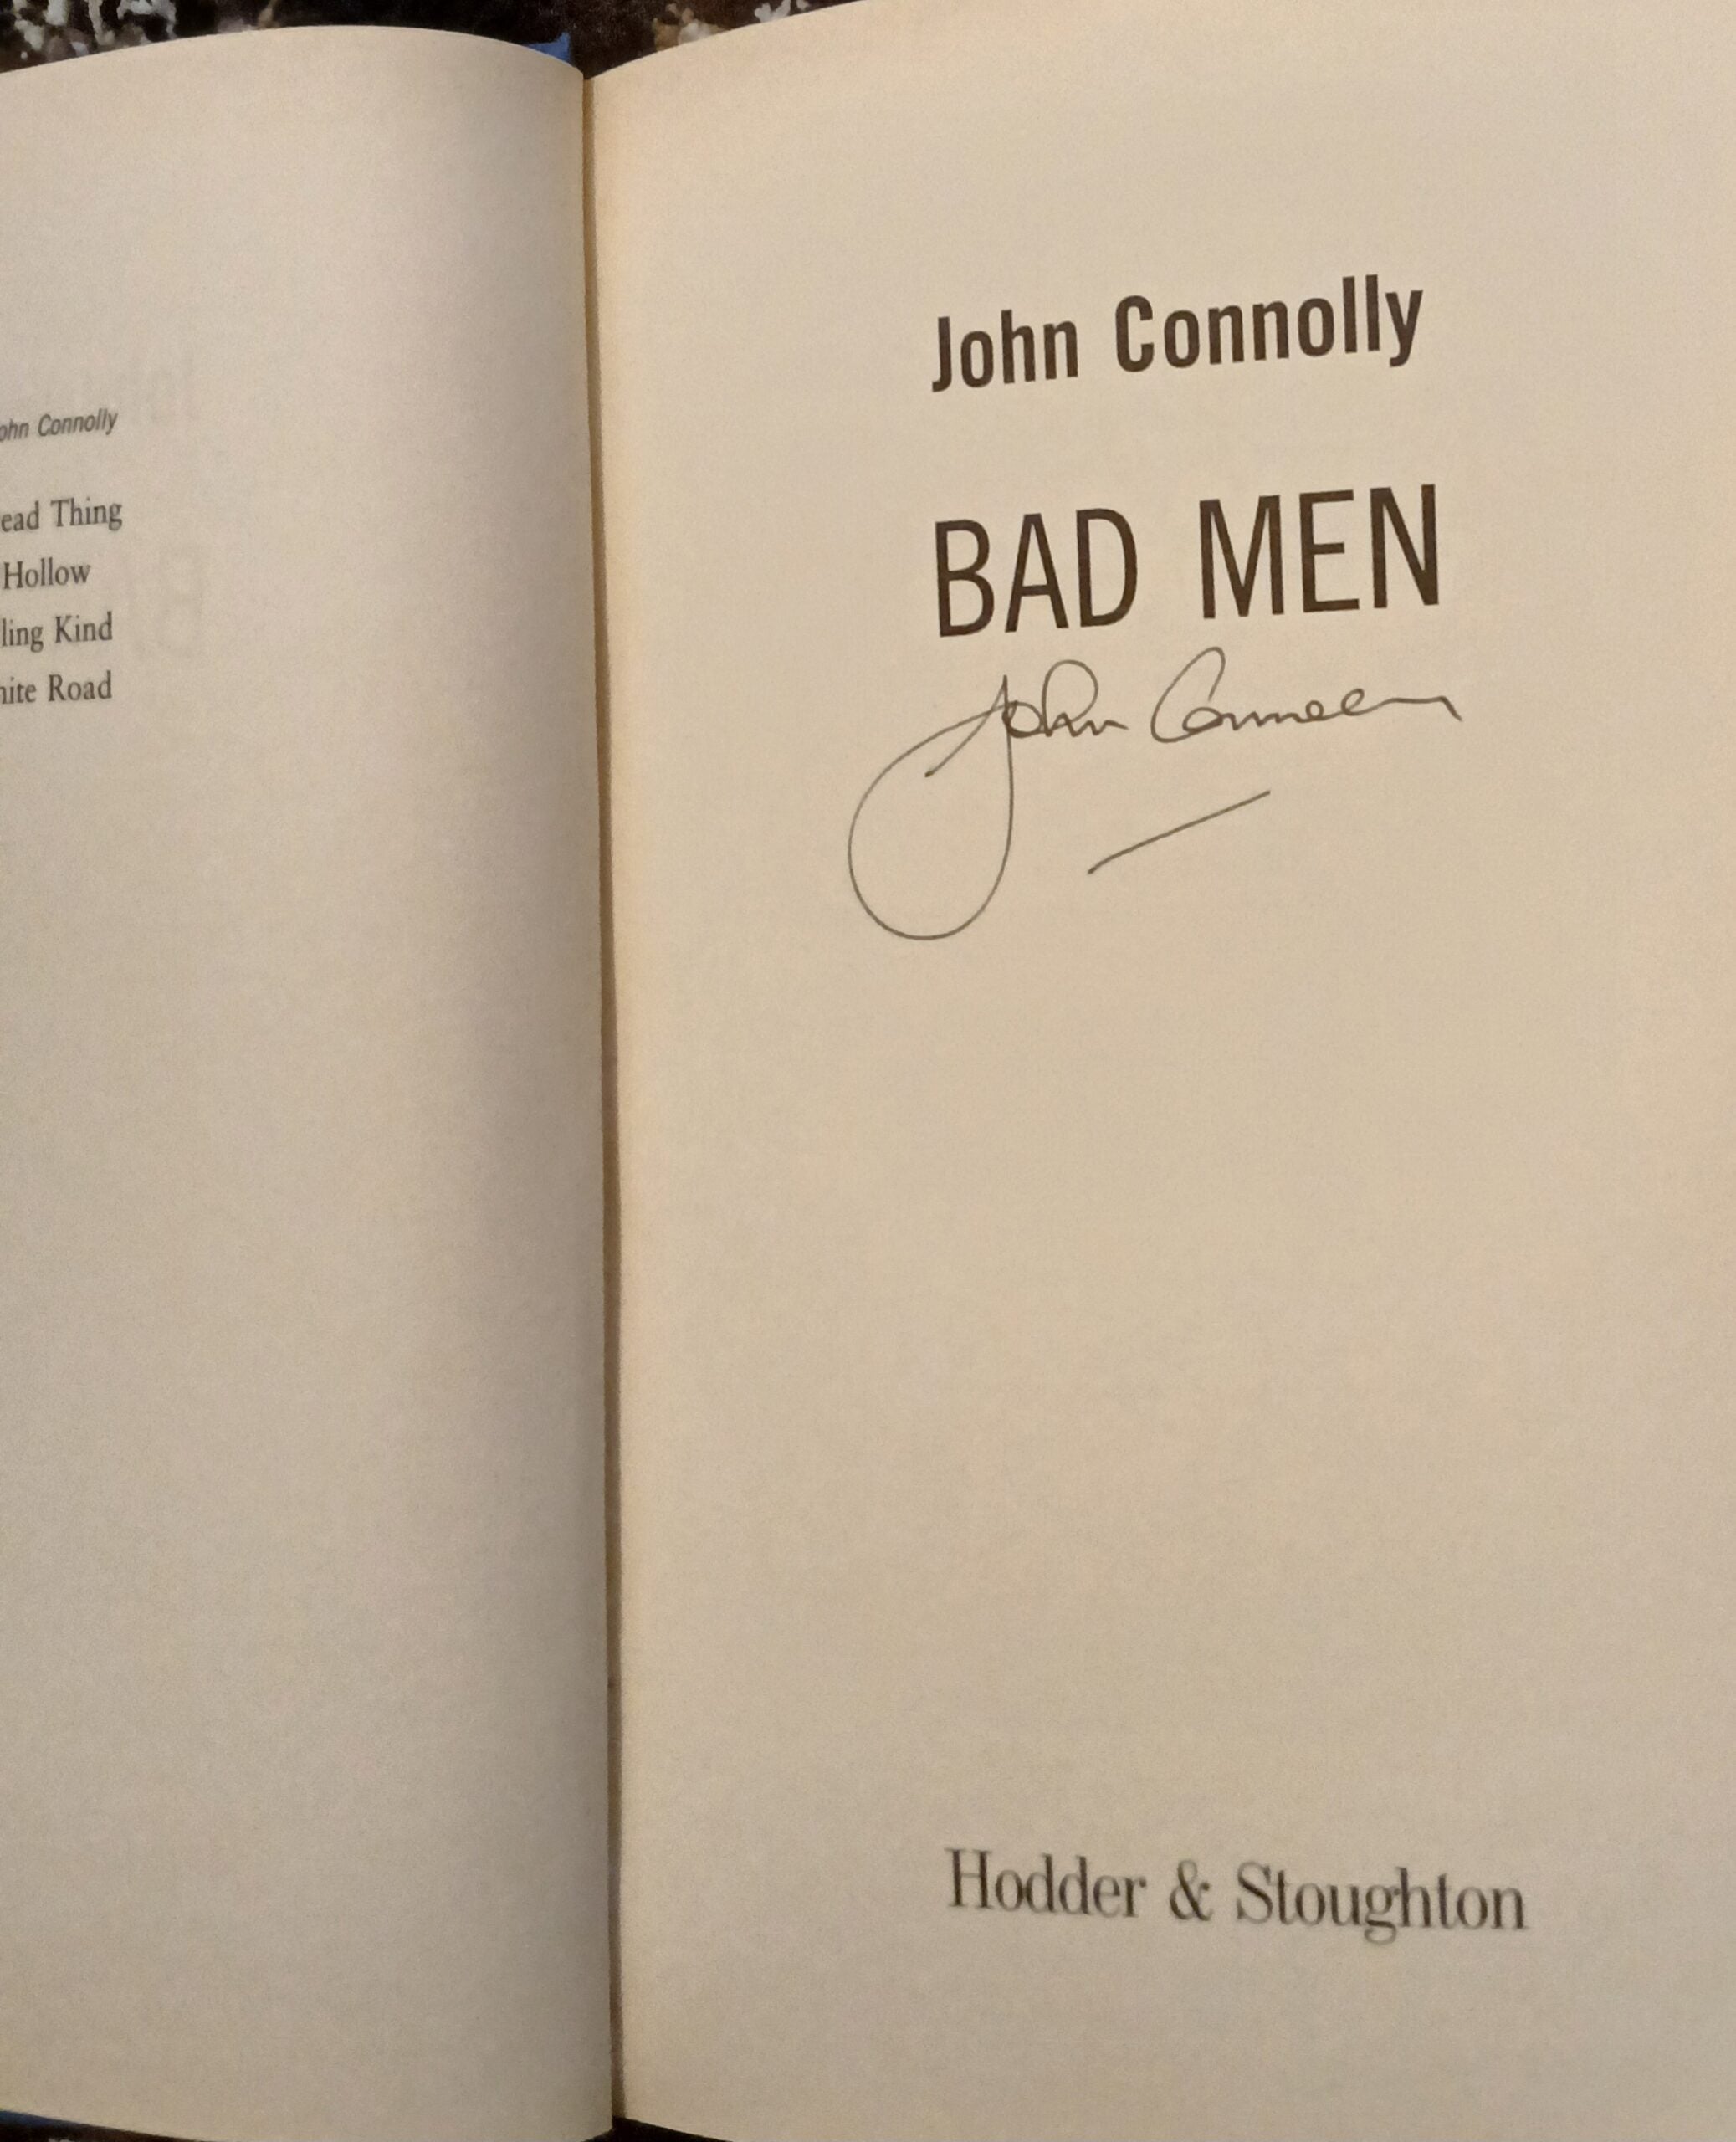 ohn Connolly
ead Thing
Hollow
ling Kind
ite Road
John Connolly
BAD MEN
John Connolly
Hodder & Stoughton